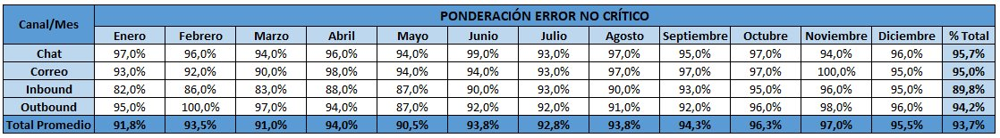 Canal/Mes PONDERACIÓN ERROR NO CRÍTICO
Enero Febrero Marzo Abril Mayo Junio Julio Agosto Septiembre Octubre Noviembre Diciembre % Total
Chat 97,0% 96,0% 94,0% 96,0% 94,0% 99,0% 93,0% 97,0% 95,0% 97,0% 94,0% 96,0% 95,7%
Correo 93,0% 92,0% 90,0% 98,0% 94,0% 94,0% 93,0% 97,0% 97,0% 97,0% 100,0% 95,0% 95,0%
Inbound 82,0% 86,0% 83,0% 88,0% 87,0% 90,0% 93,0% 90,0% 93,0% 95,0% 96,0% 95,0% 89,8%
Outbound 95,0% 100,0% 97,0% 94,0% 87,0% 92,0% 92,0% 91,0% 92,0% 96,0% 98,0% 96,0% 94,2%
Total Promedio 91,8% 93,5% 91,0% 94,0% 90,5% 93,8% 92,8% 93,8% 94,3% 96,3% 97,0% 95,5% 93,7%